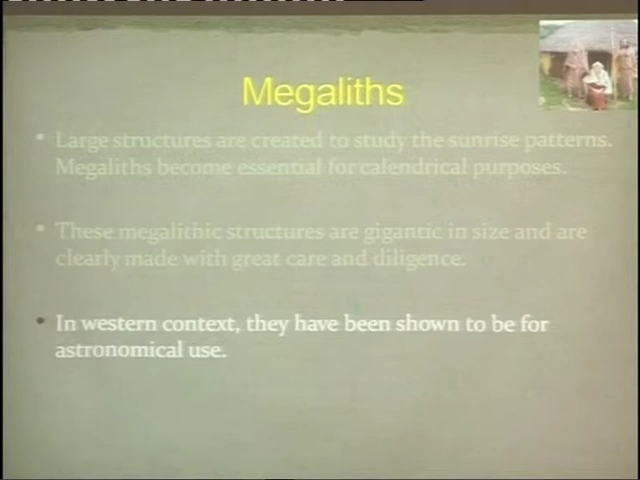 Megaliths
• Large structures are created to study the sunrise patterns.
Megaliths become essential for calendrical purposes.
• These megalithic structures are gigantic in size and are
clearly made with great care and diligence.
• In western context, they have been shown to be for
astronomical use.